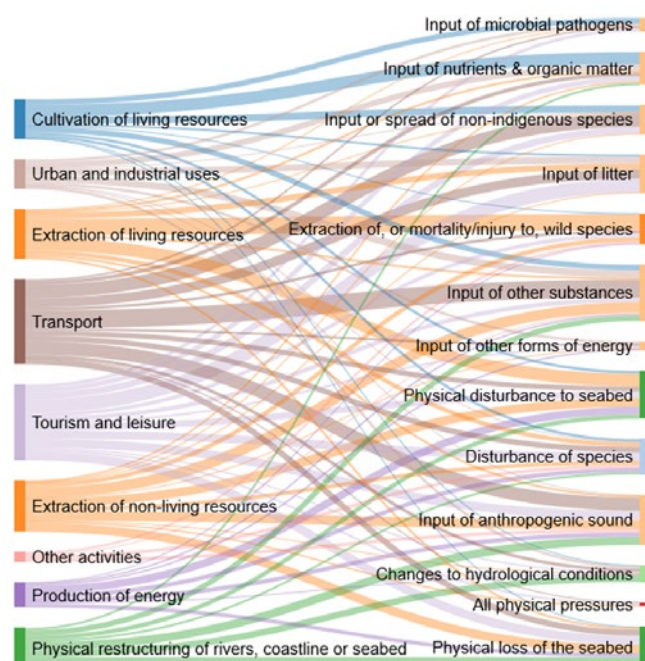 Cultivation of living resources
Urban and industrial uses
Extraction of living resources
Transport
Tourism and leisure
Extraction of non-living resources
Other activities
Production of energy
Physical restructuring of rivers, coastline or seabed
Input of microbial pathogens
Input of nutrients & organic matter
Input or spread of non-indigenous species
Input of litter
Extraction of, or mortality/injury to, wild species
Input of other substances
Input of other forms of energy
Physical disturbance to seabed
Disturbance of species
Input of anthropogenic sound
Changes to hydrological conditions
All physical pressures
Physical loss of the seabed